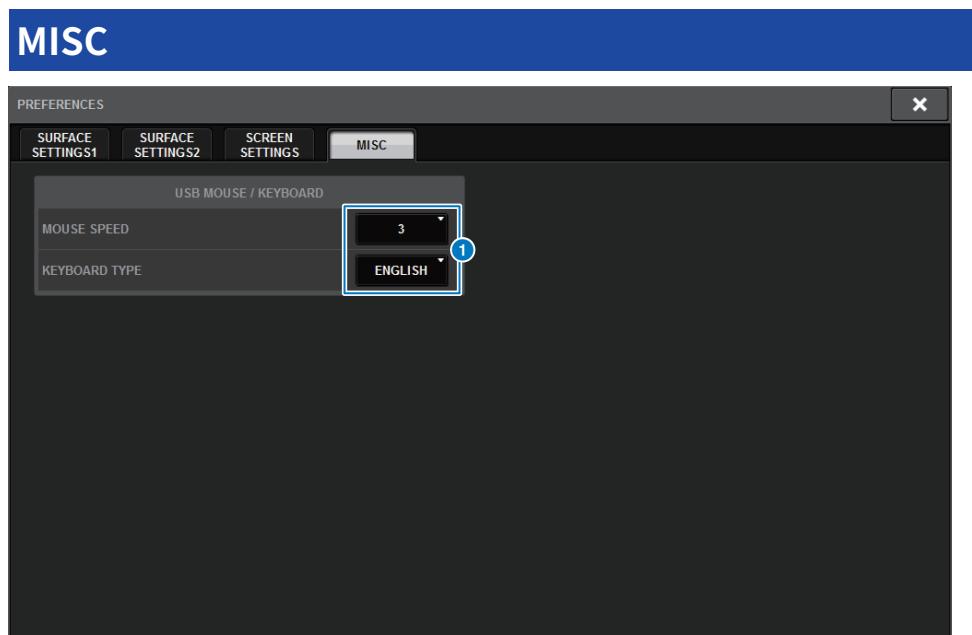 MISC
PREFERENCES
SURFACE SETTINGS1
SURFACE SETTINGS2
SCREEN SETTINGS
MISC
USB MOUSE / KEYBOARD
MOUSE SPEED
3
1
KEYBOARD TYPE
ENGLISH